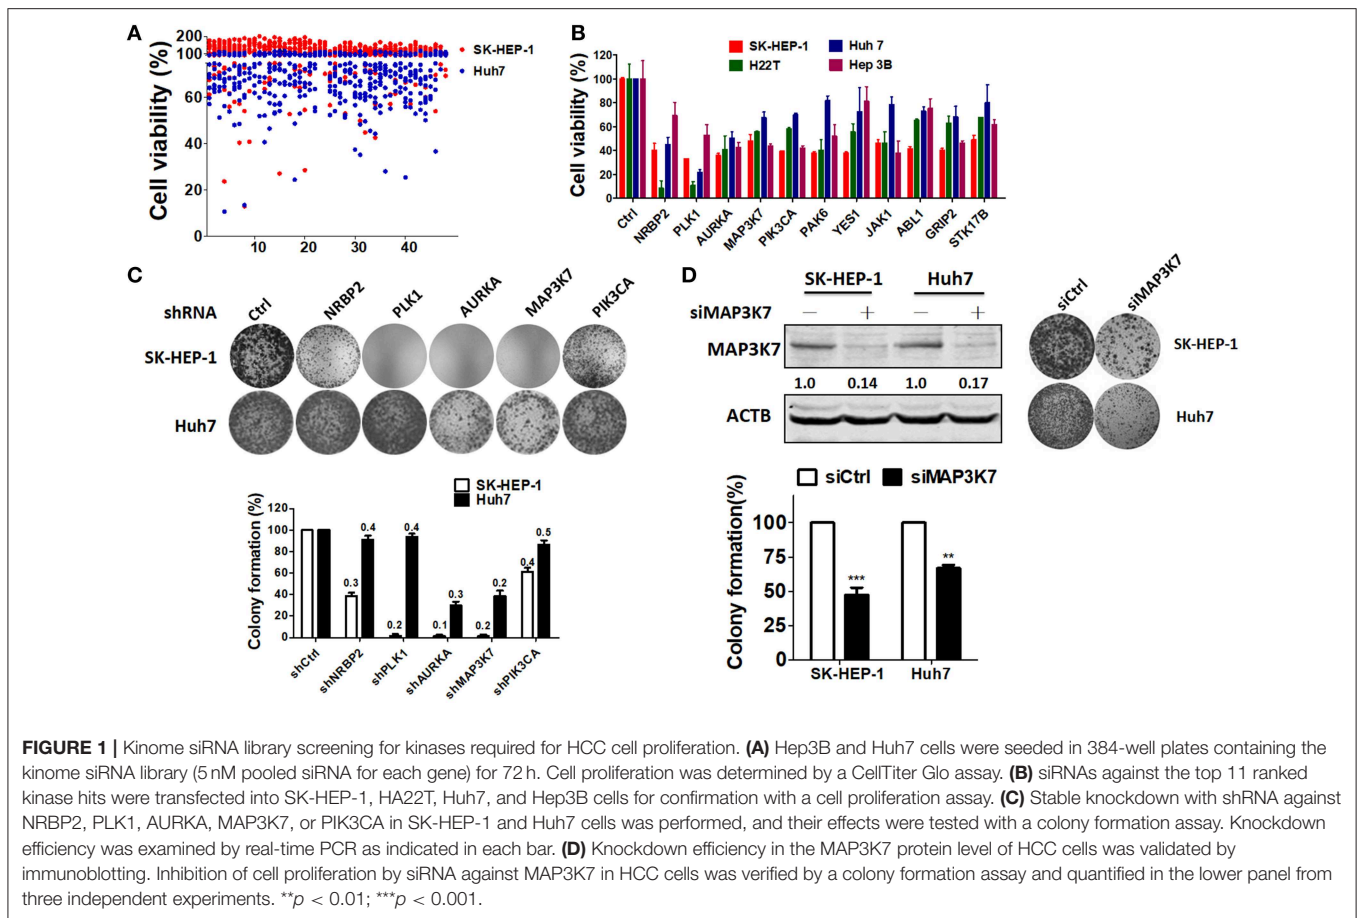 A
200
100
60
40
20
0
Cell viability (%)
10
20
30
40
SK-HEP-1
Huh7
B
120
100
80
60
40
20
0
Cell viability (%)
SK-HEP-1
H22T
Huh 7
Hep 3B
Ctrl
NRBP2
PLK1
AURKA
MAP3K7
PIK3CA
PAK6
YES1
JAK1
ABL1
GRIP2
STK17B
C
shRNA
Ctrl
NRBP2
PLK1
AURKA
MAP3K7
PIK3CA
SK-HEP-1
Huh7
SK-HEP-1
Huh7
Colony formation (%)
120
100
80
60
40
20
0
0.3
0.4
0.2
0.4
0.1
0.3
0.2
0.2
0.4
0.5
shCtrl
shNRBP2
shPLK1
shAURKA
shMAP3K7
shPIK3CA
D
SK-HEP-1 Huh7
siMAP3K7 — + — +
MAP3K7
1.0 0.14 1.0 0.17
ACTB
siCtrl
siMAP3K7
SK-HEP-1
Huh7
siCtrl siMAP3K7
Colony formation(%)
100
75
50
25
0
***
**
SK-HEP-1 Huh7
FIGURE 1 | Kinome siRNA library screening for kinases required for HCC cell proliferation. (A) Hep3B and Huh7 cells were seeded in 384-well plates containing the
kinome siRNA library (5 nM pooled siRNA for each gene) for 72 h. Cell proliferation was determined by a CellTiter Glo assay. (B) siRNAs against the top 11 ranked
kinase hits were transfected into SK-HEP-1, HA22T, Huh7, and Hep3B cells for confirmation with a cell proliferation assay. (C) Stable knockdown with shRNA against
NRBP2, PLK1, AURKA, MAP3K7, or PIK3CA in SK-HEP-1 and Huh7 cells was performed, and their effects were tested with a colony formation assay. Knockdown
efficiency was examined by real-time PCR as indicated in each bar. (D) Knockdown efficiency in the MAP3K7 protein level of HCC cells was validated by
immunoblotting. Inhibition of cell proliferation by siRNA against MAP3K7 in HCC cells was verified by a colony formation assay and quantified in the lower panel from
three independent experiments. **p < 0.01; ***p < 0.001.